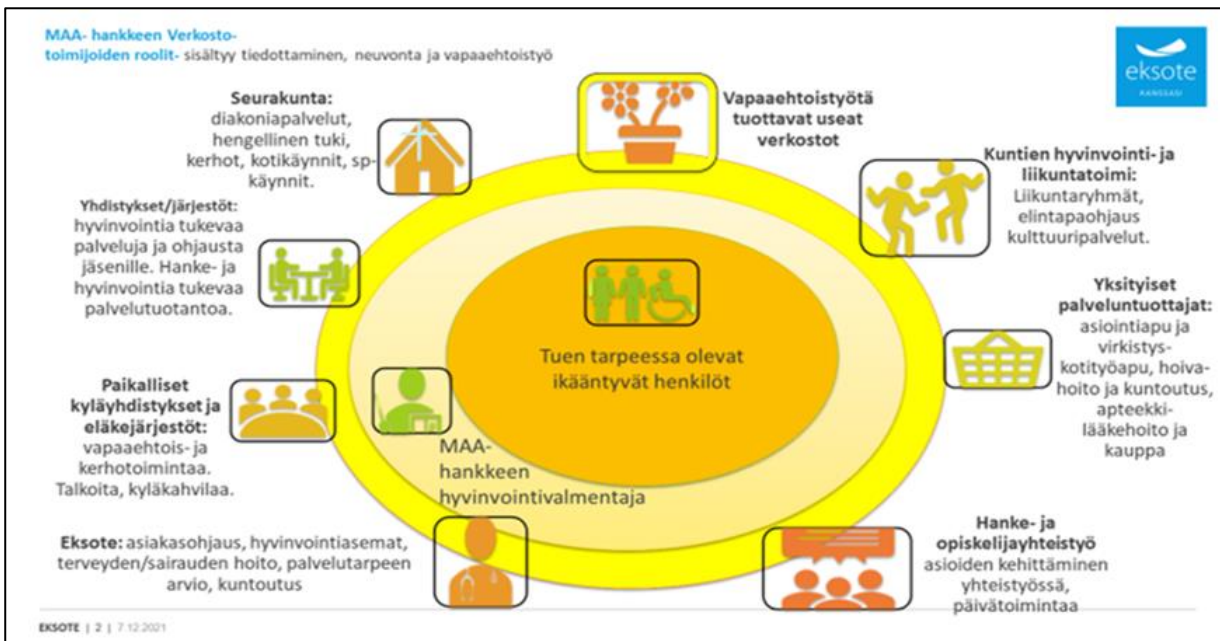 MAA- hankkeen Verkosto-
toimijoiden roolit- sisältyy tiedottaminen, neuvonta ja vapaaehtoistyö
eksote
KANSSASI
Seurakunta:
diakoniapalvelut,
hengellinen tuki,
kerhot, kotikäynnit, sp-
käynnit.
Vapaaehtoistyötä
tuottavat useat
verkostot
Kuntien hyvinvointi- ja
liikuntatoimi:
Liikuntaryhmät,
elintapaohjaus
kulttuuripalvelut.
Yhdistykset/järjestöt:
hyvinvointia tukevaa
palveluja ja ohjausta
jäsenille. Hanke- ja
hyvinvointia tukevaa
palvelutuotantoa.
Yksityiset
palveluntuottajat:
asiointiapu ja
virkistys-
kotityöapu, hoiva-
hoito ja kuntoutus,
apteekki-
lääkehoito ja
kauppa
Tuen tarpeessa olevat
ikääntyvät henkilöt
Paikalliset
kyläyhdistykset ja
eläkejärjestöt:
vapaaehtois- ja
kerhotoimintaa.
Talkoita, kyläkahvilaa.
MAA-
hankkeen
hyvinvointivalmentaja
Eksote: asiakasohjaus, hyvinvointiasemat,
terveyden/sairauden hoito, palvelutarpeen
arvio, kuntoutus
Hanke- ja
opiskelijayhteistyö
asioiden kehittäminen
yhteistyössä,
päivätoimintaa
EKSOTE | 2 | 7.12.2021